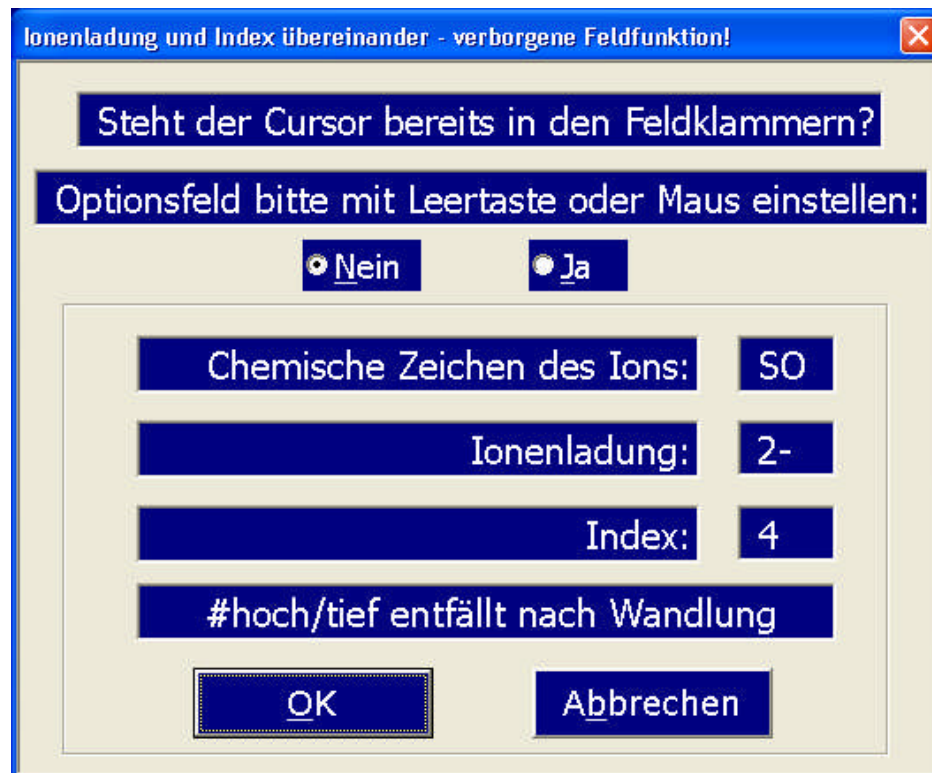 Ionenladung und Index übereinander - verborgene Feldfunktion!
Steht der Cursor bereits in den Feldklammern?
Optionsfeld bitte mit Leertaste oder Maus einstellen:
Nein Ja
Chemische Zeichen des Ions: SO
Ionenladung: 2-
Index: 4
#hoch/tief entfällt nach Wandlung
OK Abbrechen